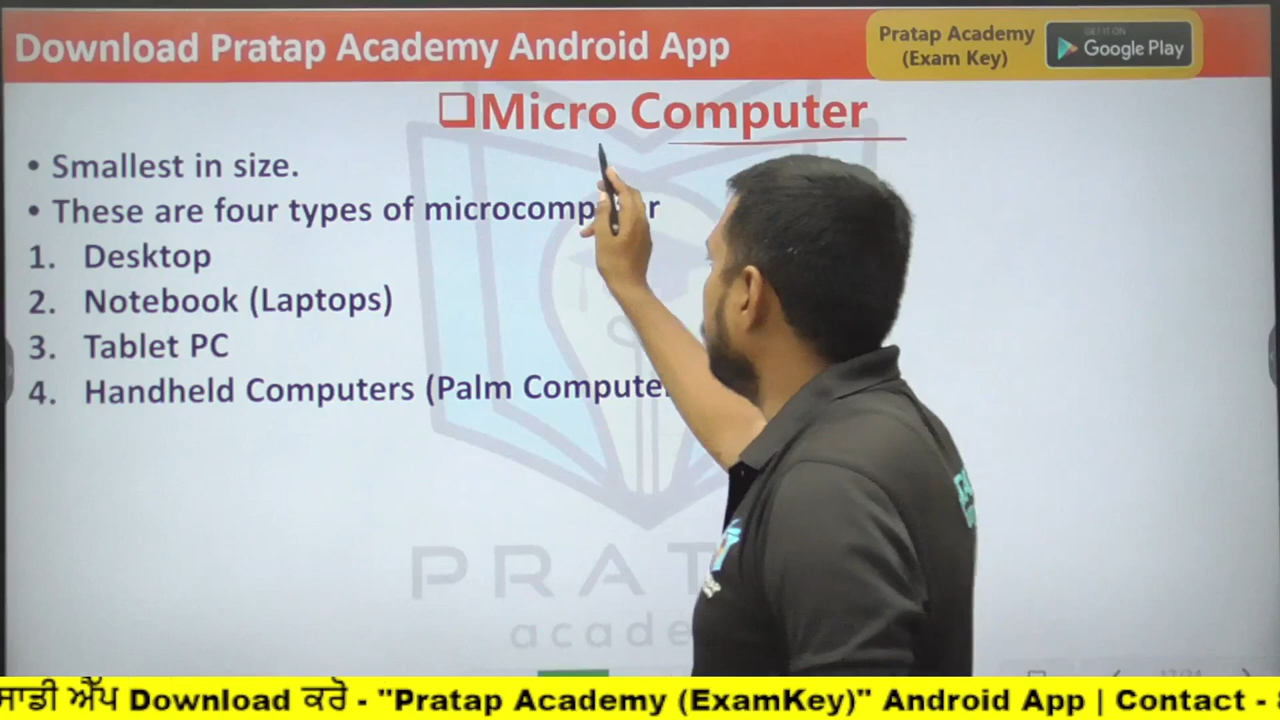 Download Pratap Academy Android App
Pratap Academy
(Exam Key)
GET IT ON
Google Play
❑Micro Computer
• Smallest in size.
• These are four types of
1. Desktop
2. Notebook (Laptops)
3. Tablet PC
4. Handheld Computers (Palm
PRAT
acade
ਸਾਡੀ ਐੱਪ Download ਕਰੋ - "Pratap Academy (ExamKey)" Android App | Contact -